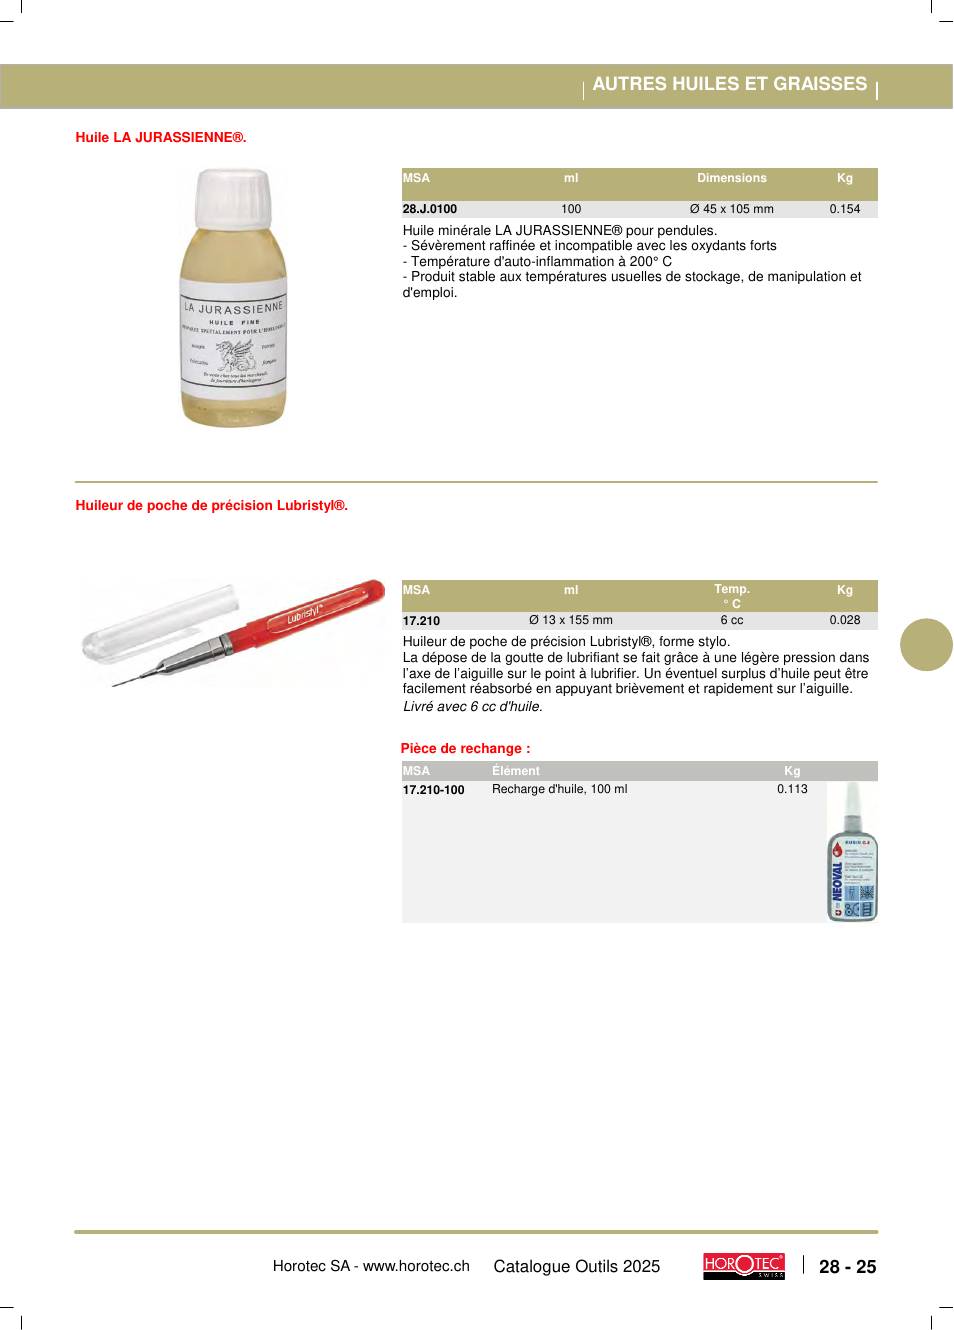 AUTRES HUILES ET GRAISSES
Huile LA JURASSIENNE®.
MSA ml Dimensions Kg
28.J.0100 100 Ø 45 x 105 mm 0.154
Huile minérale LA JURASSIENNE® pour pendules.
- Sévèrement raffinée et incompatible avec les oxydants forts
- Température d'auto-inflammation à 200° C
- Produit stable aux températures usuelles de stockage, de manipulation et
d'emploi.
LA JURASSIENNE
HUILE FINE
Huileur de poche de précision Lubristyl®.
Lubristyl
MSA ml Temp.
° C Kg
17.210 Ø 13 x 155 mm 6 cc 0.028
Huileur de poche de précision Lubristyl®, forme stylo.
La dépose de la goutte de lubrifiant se fait grâce à une légère pression dans
l'axe de l'aiguille sur le point à lubrifier. Un éventuel surplus d'huile peut être
facilement réabsorbé en appuyant brièvement et rapidement sur l'aiguille.
Livré avec 6 cc d'huile.
Pièce de rechange :
MSA Élément Kg
17.210-100 Recharge d'huile, 100 ml 0.113
NEOVAL
Horotec SA - www.horotec.ch Catalogue Outils 2025 HOROTEC® SWISS 28 - 25